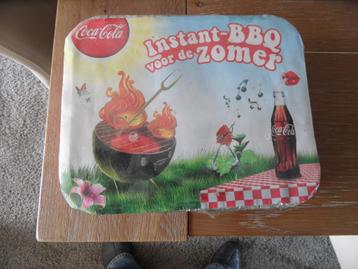 Coca-Cola
Instant-BBQ
voor de zomer
Coca-Cola